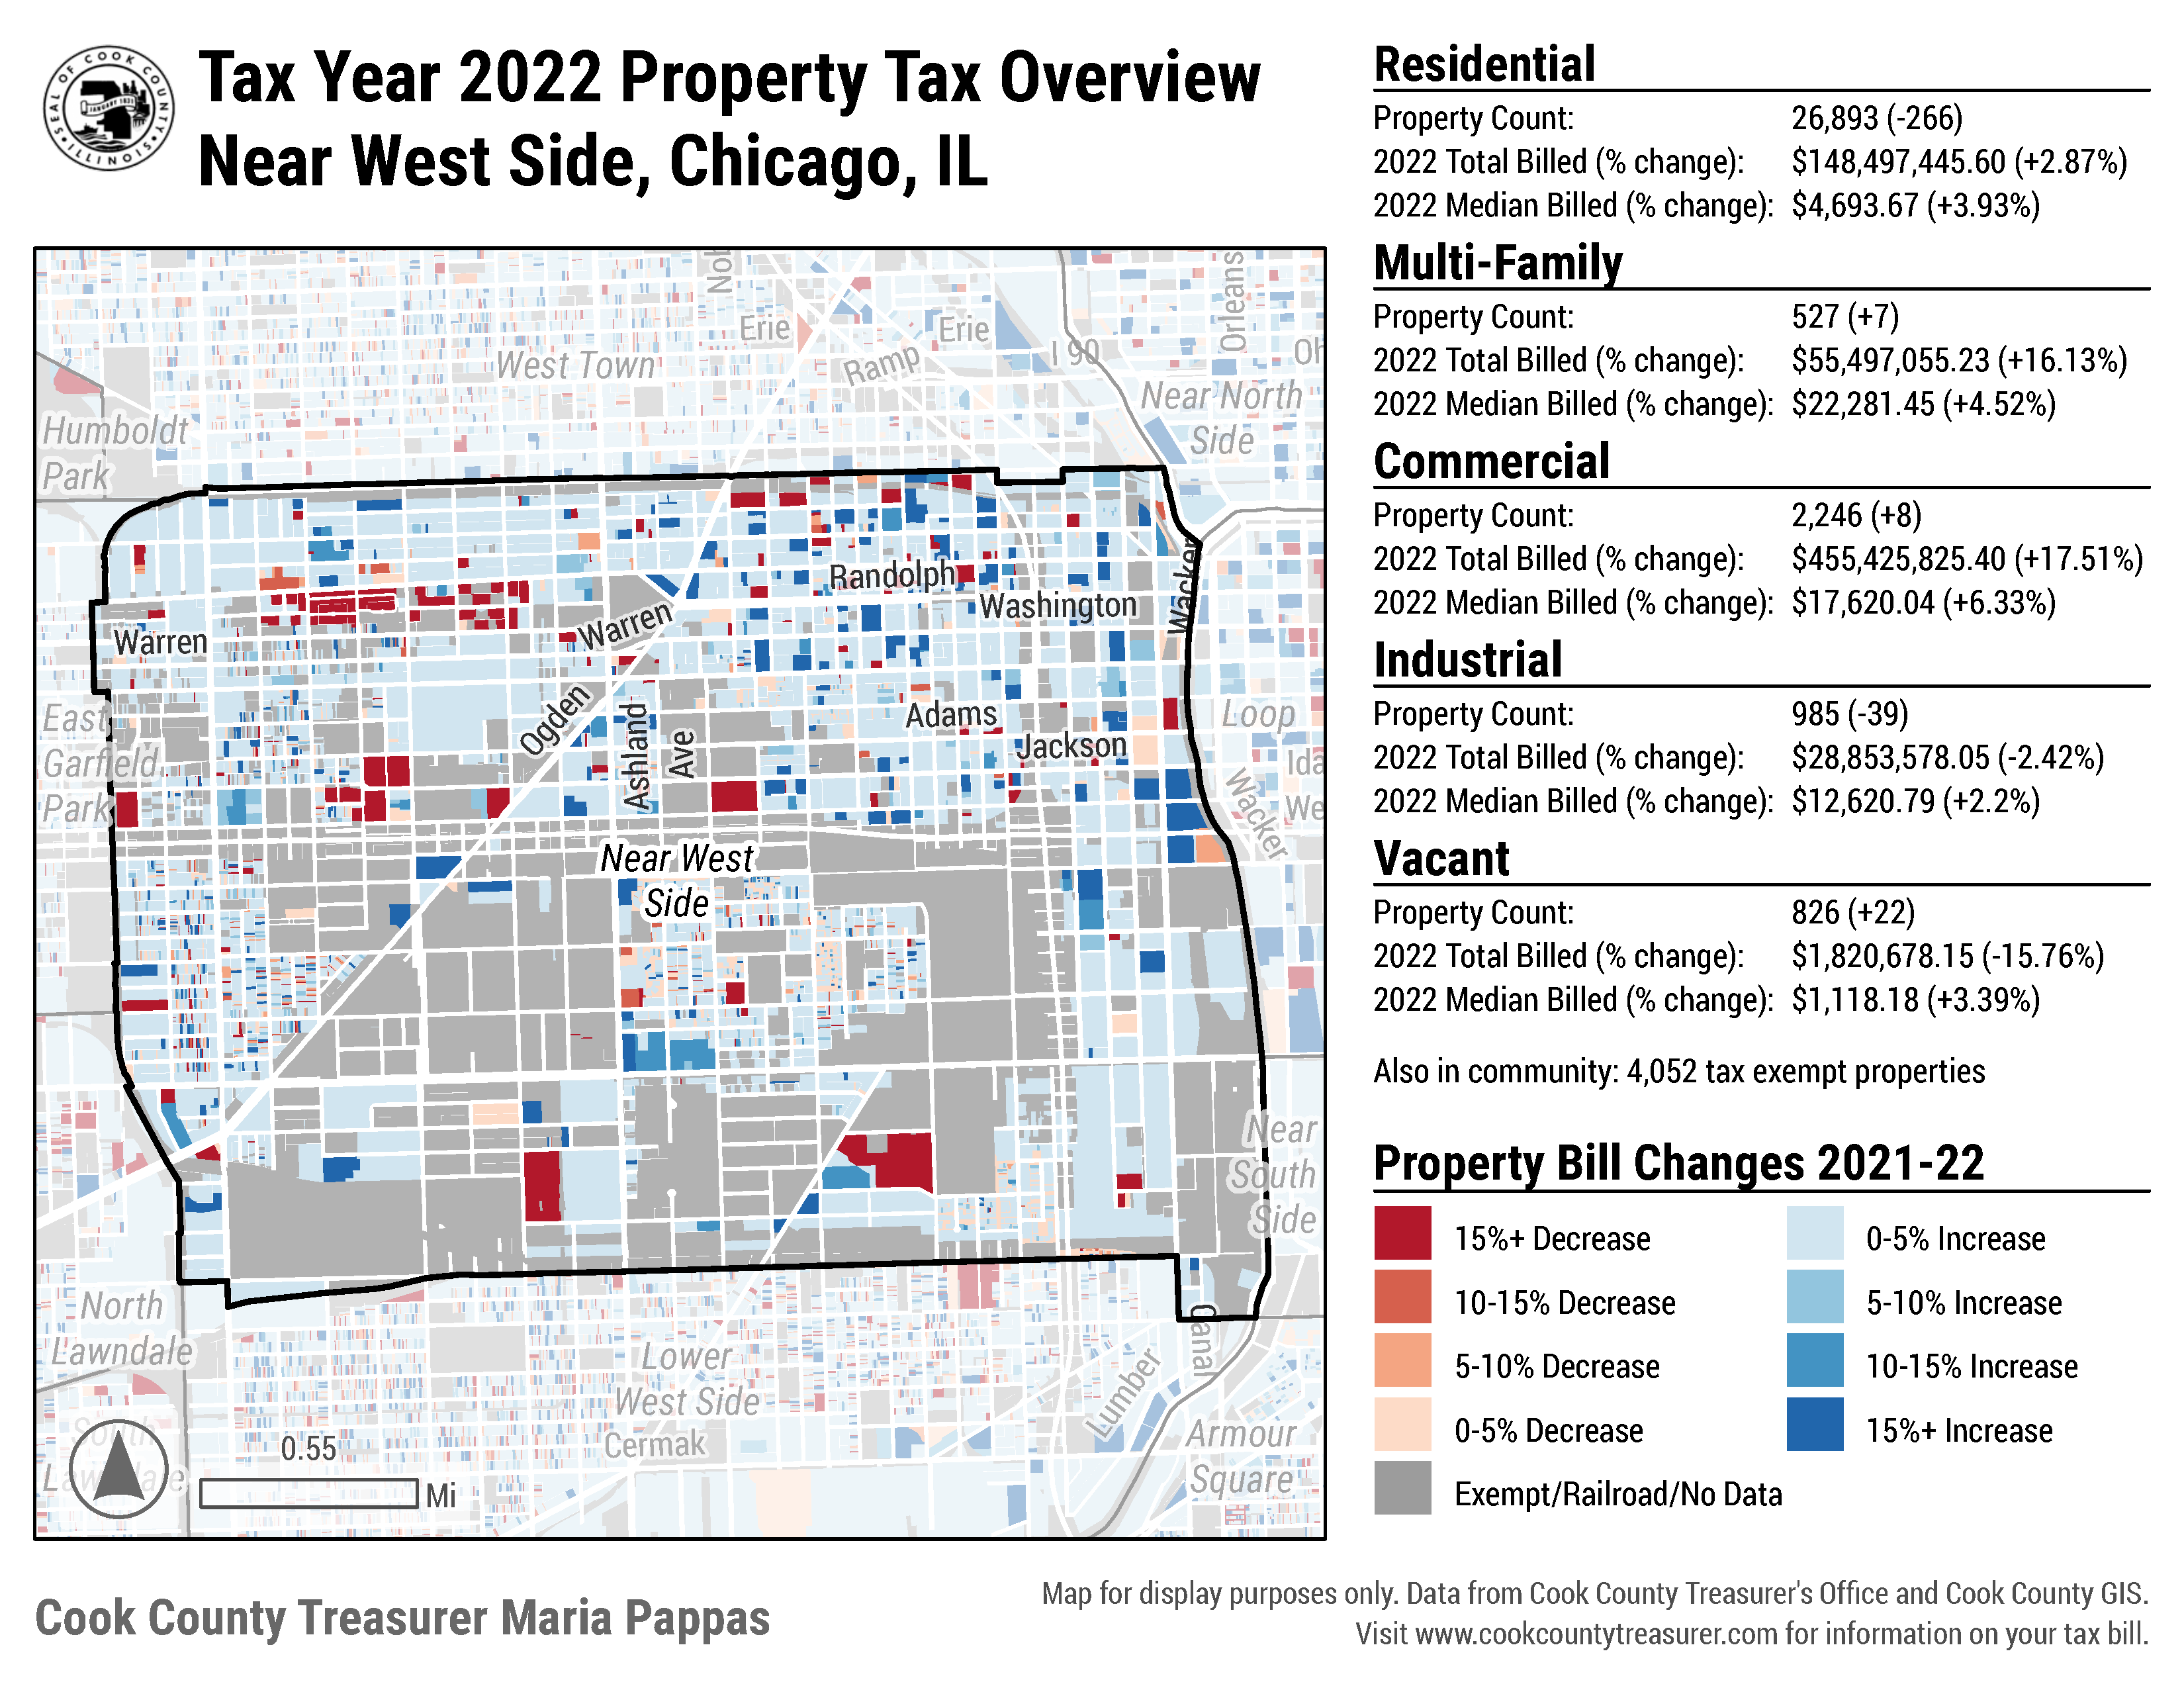 SEAL OF COOK COUNTY
JANUARY 1831
ILLINOIS
Tax Year 2022 Property Tax Overview
Near West Side, Chicago, IL
Erie
Erie
Orleans
West Town
Ramp
I 90
Near North
Side
Humboldt
Park
Randolph
Washington
Wacker
Warren
Warren
Ogden
Ashland
Ave
Adams
Jackson
Loop
East
Garfield
Park
Wacker
Near West
Side
Near
South
Side
North
Lawndale
Lower
West Side
Canal
Lumber
Cermak
Armour
Square
South
Lawndale
0.55
Mi
Residential
Property Count: 26,893 (-266)
2022 Total Billed (% change): $148,497,445.60 (+2.87%)
2022 Median Billed (% change): $4,693.67 (+3.93%)
Multi-Family
Property Count: 527 (+7)
2022 Total Billed (% change): $55,497,055.23 (+16.13%)
2022 Median Billed (% change): $22,281.45 (+4.52%)
Commercial
Property Count: 2,246 (+8)
2022 Total Billed (% change): $455,425,825.40 (+17.51%)
2022 Median Billed (% change): $17,620.04 (+6.33%)
Industrial
Property Count: 985 (-39)
2022 Total Billed (% change): $28,853,578.05 (-2.42%)
2022 Median Billed (% change): $12,620.79 (+2.2%)
Vacant
Property Count: 826 (+22)
2022 Total Billed (% change): $1,820,678.15 (-15.76%)
2022 Median Billed (% change): $1,118.18 (+3.39%)
Also in community: 4,052 tax exempt properties
Property Bill Changes 2021-22
15%+ Decrease
0-5% Increase
10-15% Decrease
5-10% Increase
5-10% Decrease
10-15% Increase
0-5% Decrease
15%+ Increase
Exempt/Railroad/No Data
Cook County Treasurer Maria Pappas
Map for display purposes only. Data from Cook County Treasurer's Office and Cook County GIS.
Visit www.cookcountytreasurer.com for information on your tax bill.